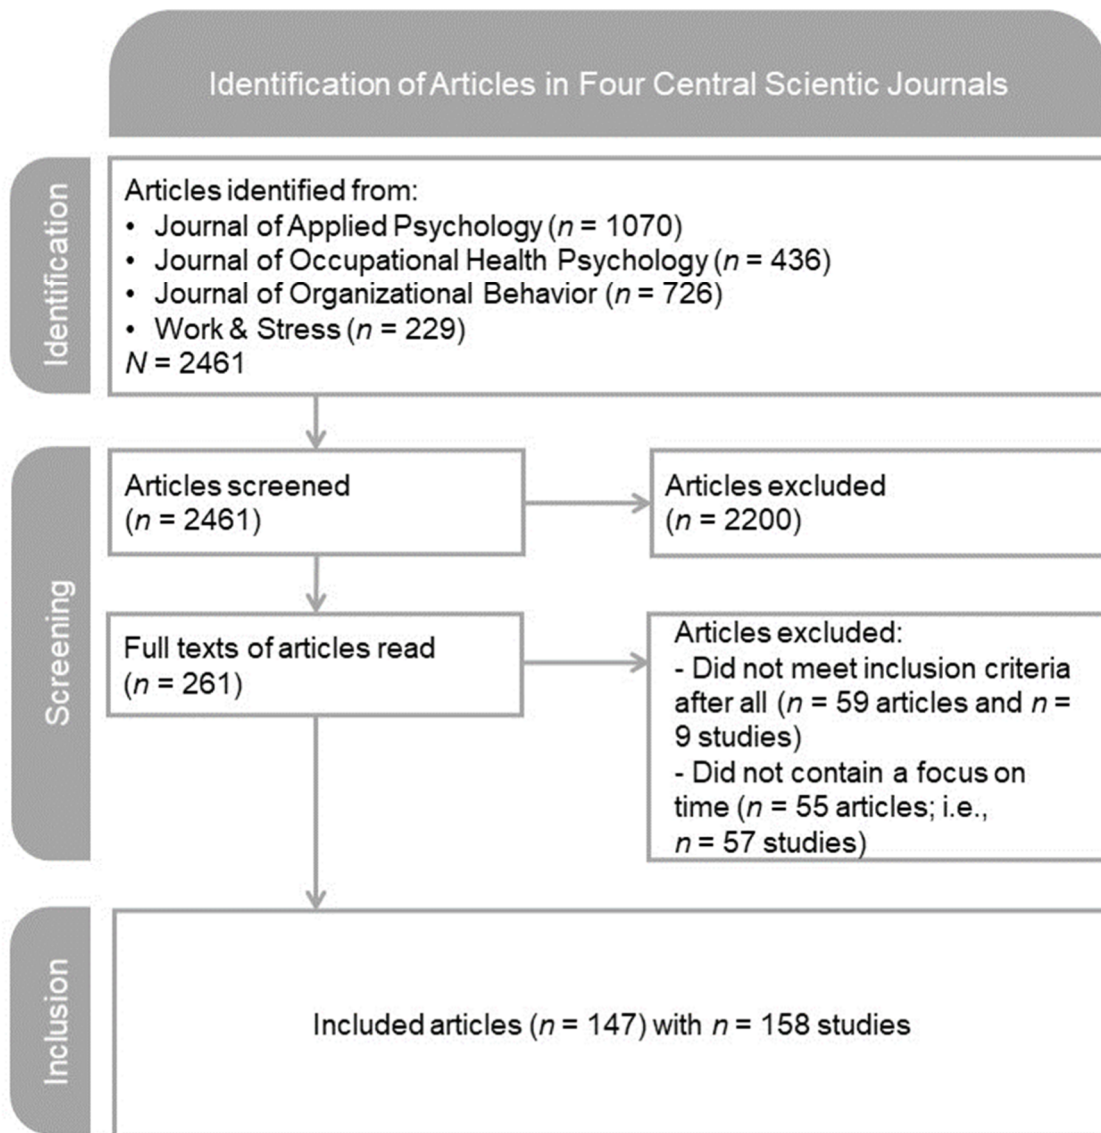 Identification of Articles in Four Central Scientic Journals
Identification
Articles identified from:
• Journal of Applied Psychology (n = 1070)
• Journal of Occupational Health Psychology (n = 436)
• Journal of Organizational Behavior (n = 726)
• Work & Stress (n = 229)
N = 2461
Screening
Articles screened
(n = 2461)
Articles excluded
(n = 2200)
Full texts of articles read
(n = 261)
Articles excluded:
- Did not meet inclusion criteria
after all (n = 59 articles and n =
9 studies)
- Did not contain a focus on
time (n = 55 articles; i.e.,
n = 57 studies)
Inclusion
Included articles (n = 147) with n = 158 studies